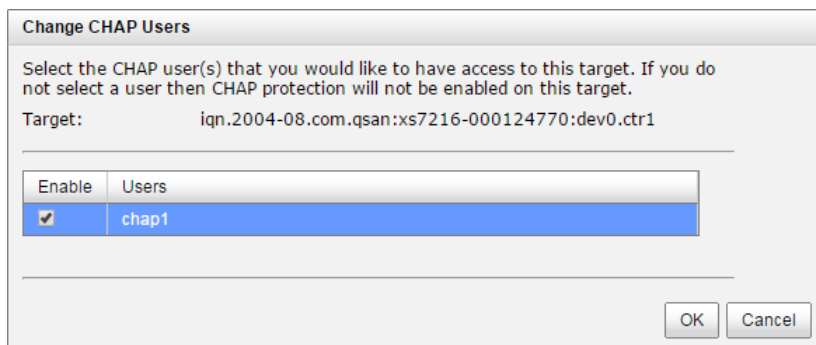 Change CHAP Users
Select the CHAP user(s) that you would like to have access to this target. If you do
not select a user then CHAP protection will not be enabled on this target.
Target: iqn.2004-08.com.qsan:xs7216-000124770:dev0.ctr1
Enable Users
chap1
OK Cancel